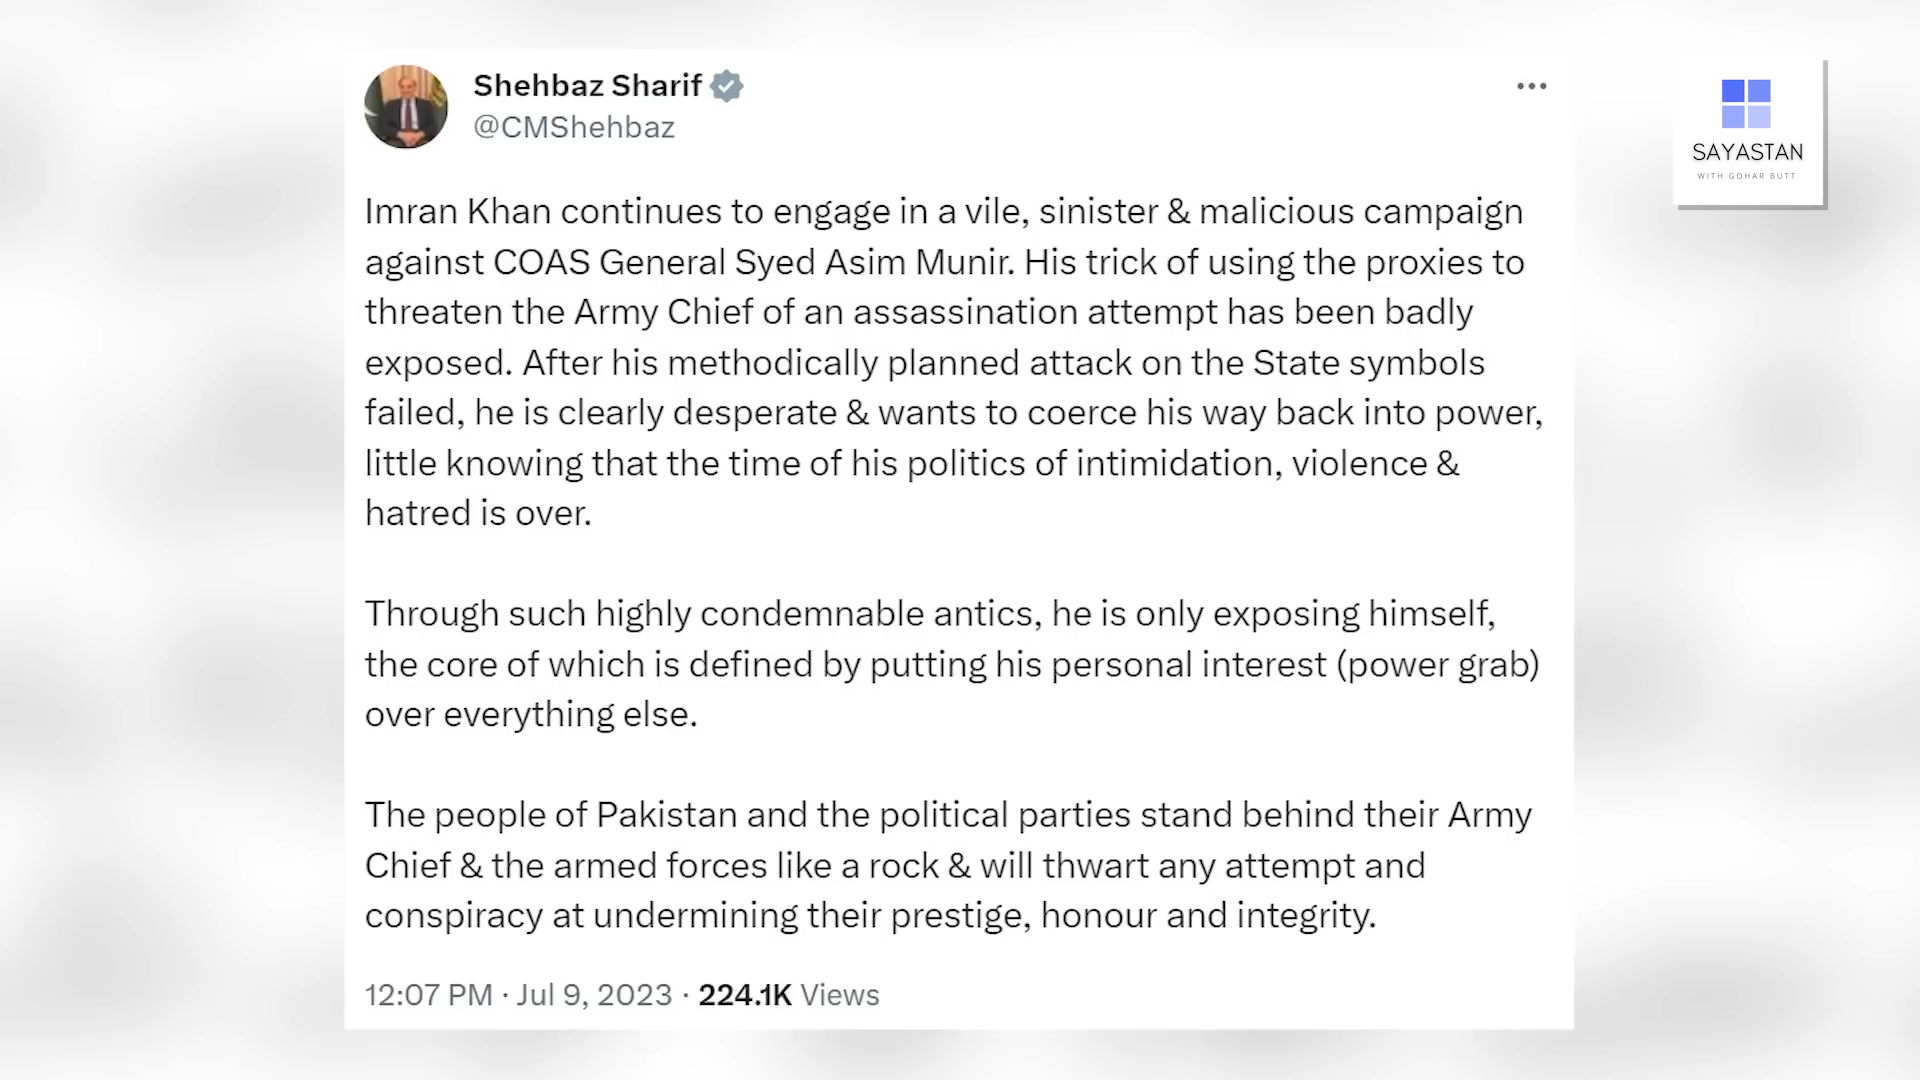 Shehbaz Sharif
@CMShehbaz
SAYASTAN
WITH GOHAR BUTT
Imran Khan continues to engage in a vile, sinister & malicious campaign
against COAS General Syed Asim Munir. His trick of using the proxies to
threaten the Army Chief of an assassination attempt has been badly
exposed. After his methodically planned attack on the State symbols
failed, he is clearly desperate & wants to coerce his way back into power,
little knowing that the time of his politics of intimidation, violence &
hatred is over.
Through such highly condemnable antics, he is only exposing himself,
the core of which is defined by putting his personal interest (power grab)
over everything else.
The people of Pakistan and the political parties stand behind their Army
Chief & the armed forces like a rock & will thwart any attempt and
conspiracy at undermining their prestige, honour and integrity.
12:07 PM · Jul 9, 2023 · 224.1K Views